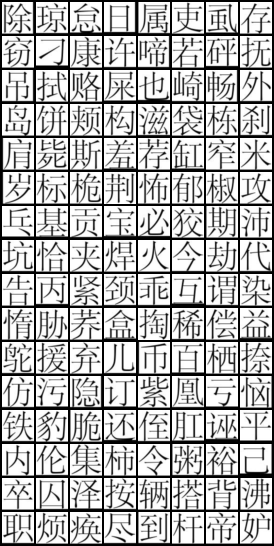 除琼怠日属吏虱存
窃刁康许啼若砰抚
吊拭赂屎也崎畅外
岛饼颊构滋袋栋刹
肩毙斯羞荐缸窄米
岁标桅荆怖郁椒攻
乓基贡宝必狡期沛
坑恰夹焊火今劫代
告丙紧颈乖互谓染
惰胁荞盒掏稀偿益
鸵援弃儿币百栖捺
仿污隐订紫凰亏恼
铁豹脆还侄肛诬平
内伦集柿令粥裕己
卒囚泽按辆搭背沸
职烦痪尽到杆帝妒